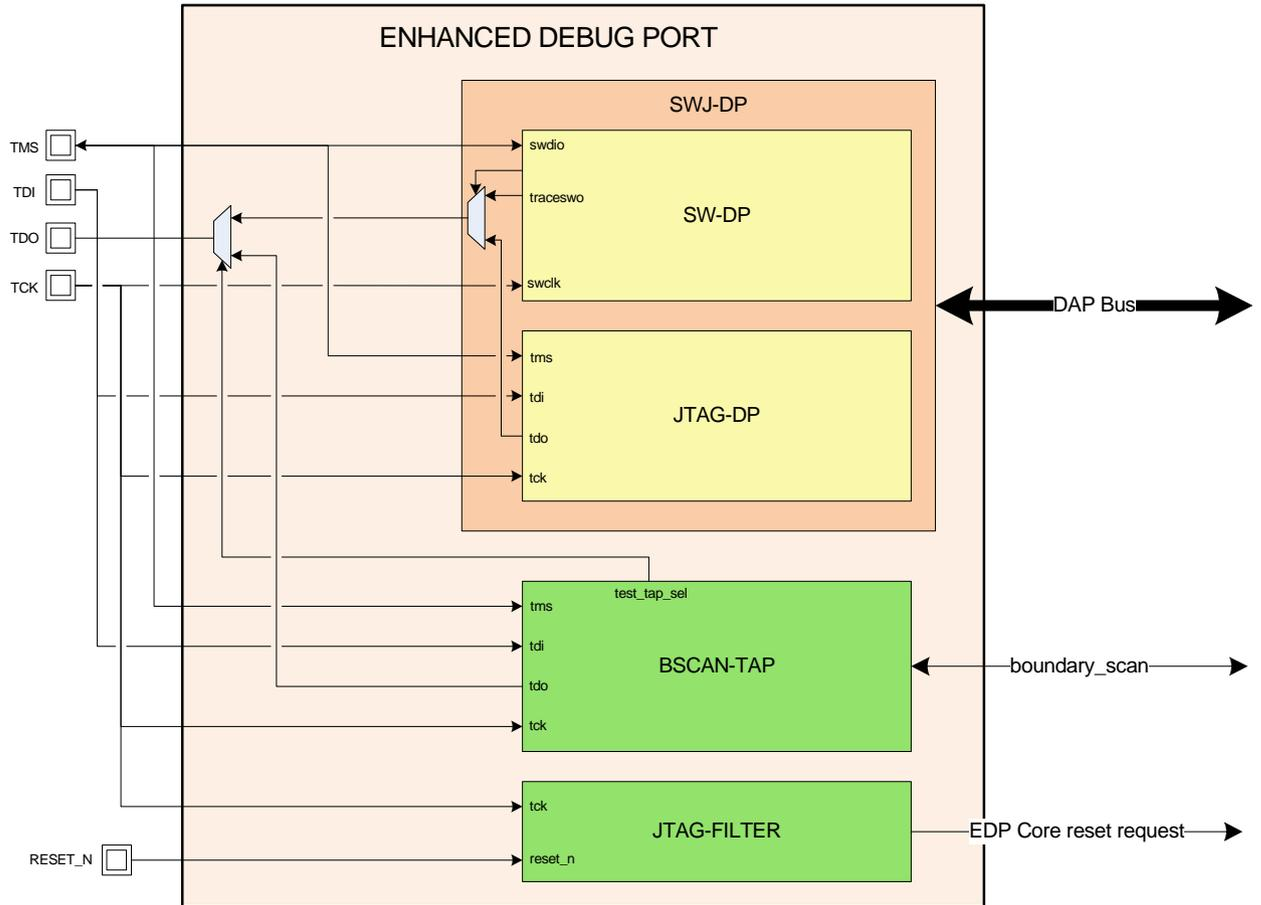 ENHANCED DEBUG PORT
SWJ-DP
TMS
swdio
TDI
traceswo
SW-DP
TDO
TCK
swclk
DAP Bus
tms
tdi
JTAG-DP
tdo
tck
test_tap_sel
tms
tdi
BSCAN-TAP
boundary_scan
tdo
tck
tck
JTAG-FILTER
EDP Core reset request
RESET_N
reset_n